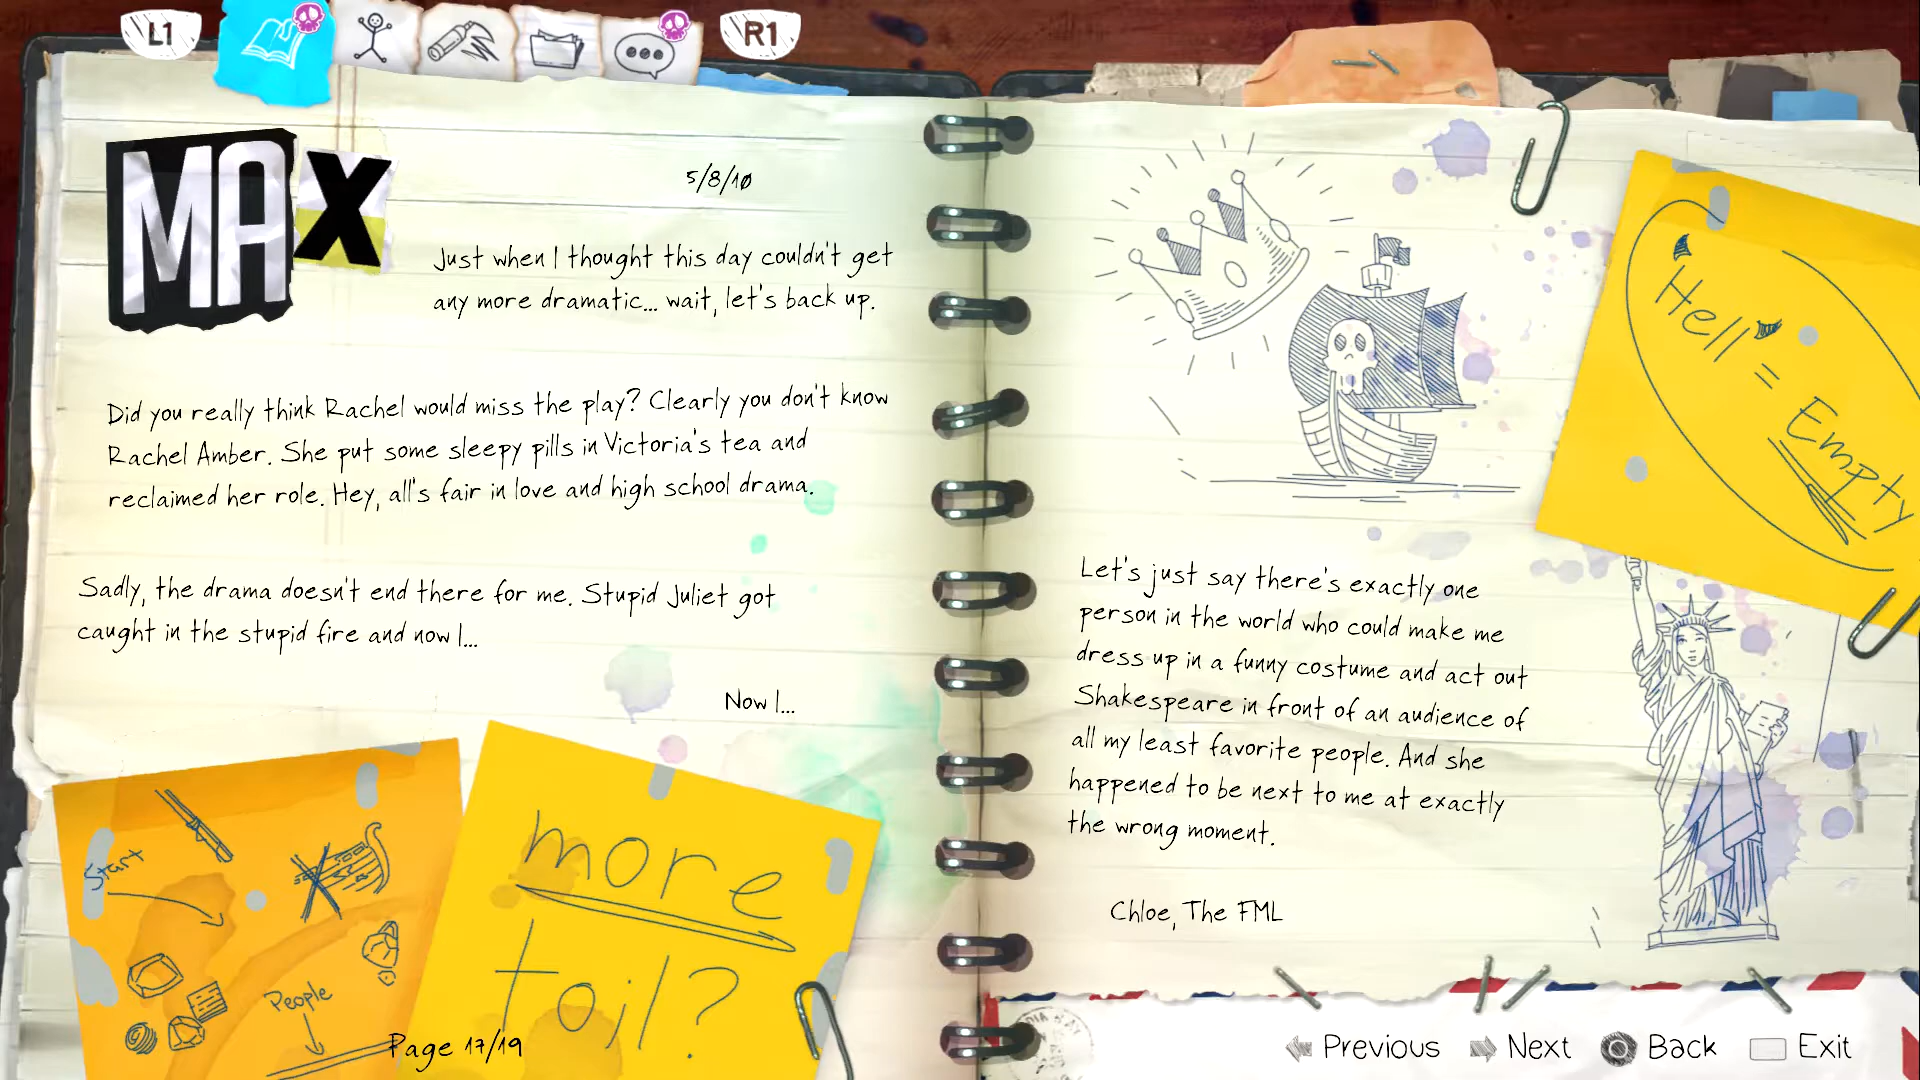 L1
R1
MAX
5/8/10
Just when I thought this day couldn't get
any more dramatic... wait, let's back up.
Did you really think Rachel would miss the play? Clearly you don't know
Rachel Amber. She put some sleepy pills in Victoria's tea and
reclaimed her role. Hey, all's fair in love and high school drama.
Sadly, the drama doesn't end there for me. Stupid Juliet got
caught in the stupid fire and now I...
Now I...
Start
People
more
toil?
Page 17/19
"Hell" =
Empty
Let's just say there's exactly one
person in the world who could make me
dress up in a funny costume and act out
Shakespeare in front of an audience of
all my least favorite people. And she
happened to be next to me at exactly
the wrong moment.
Chloe, The FML
Previous
Next
Back
Exit